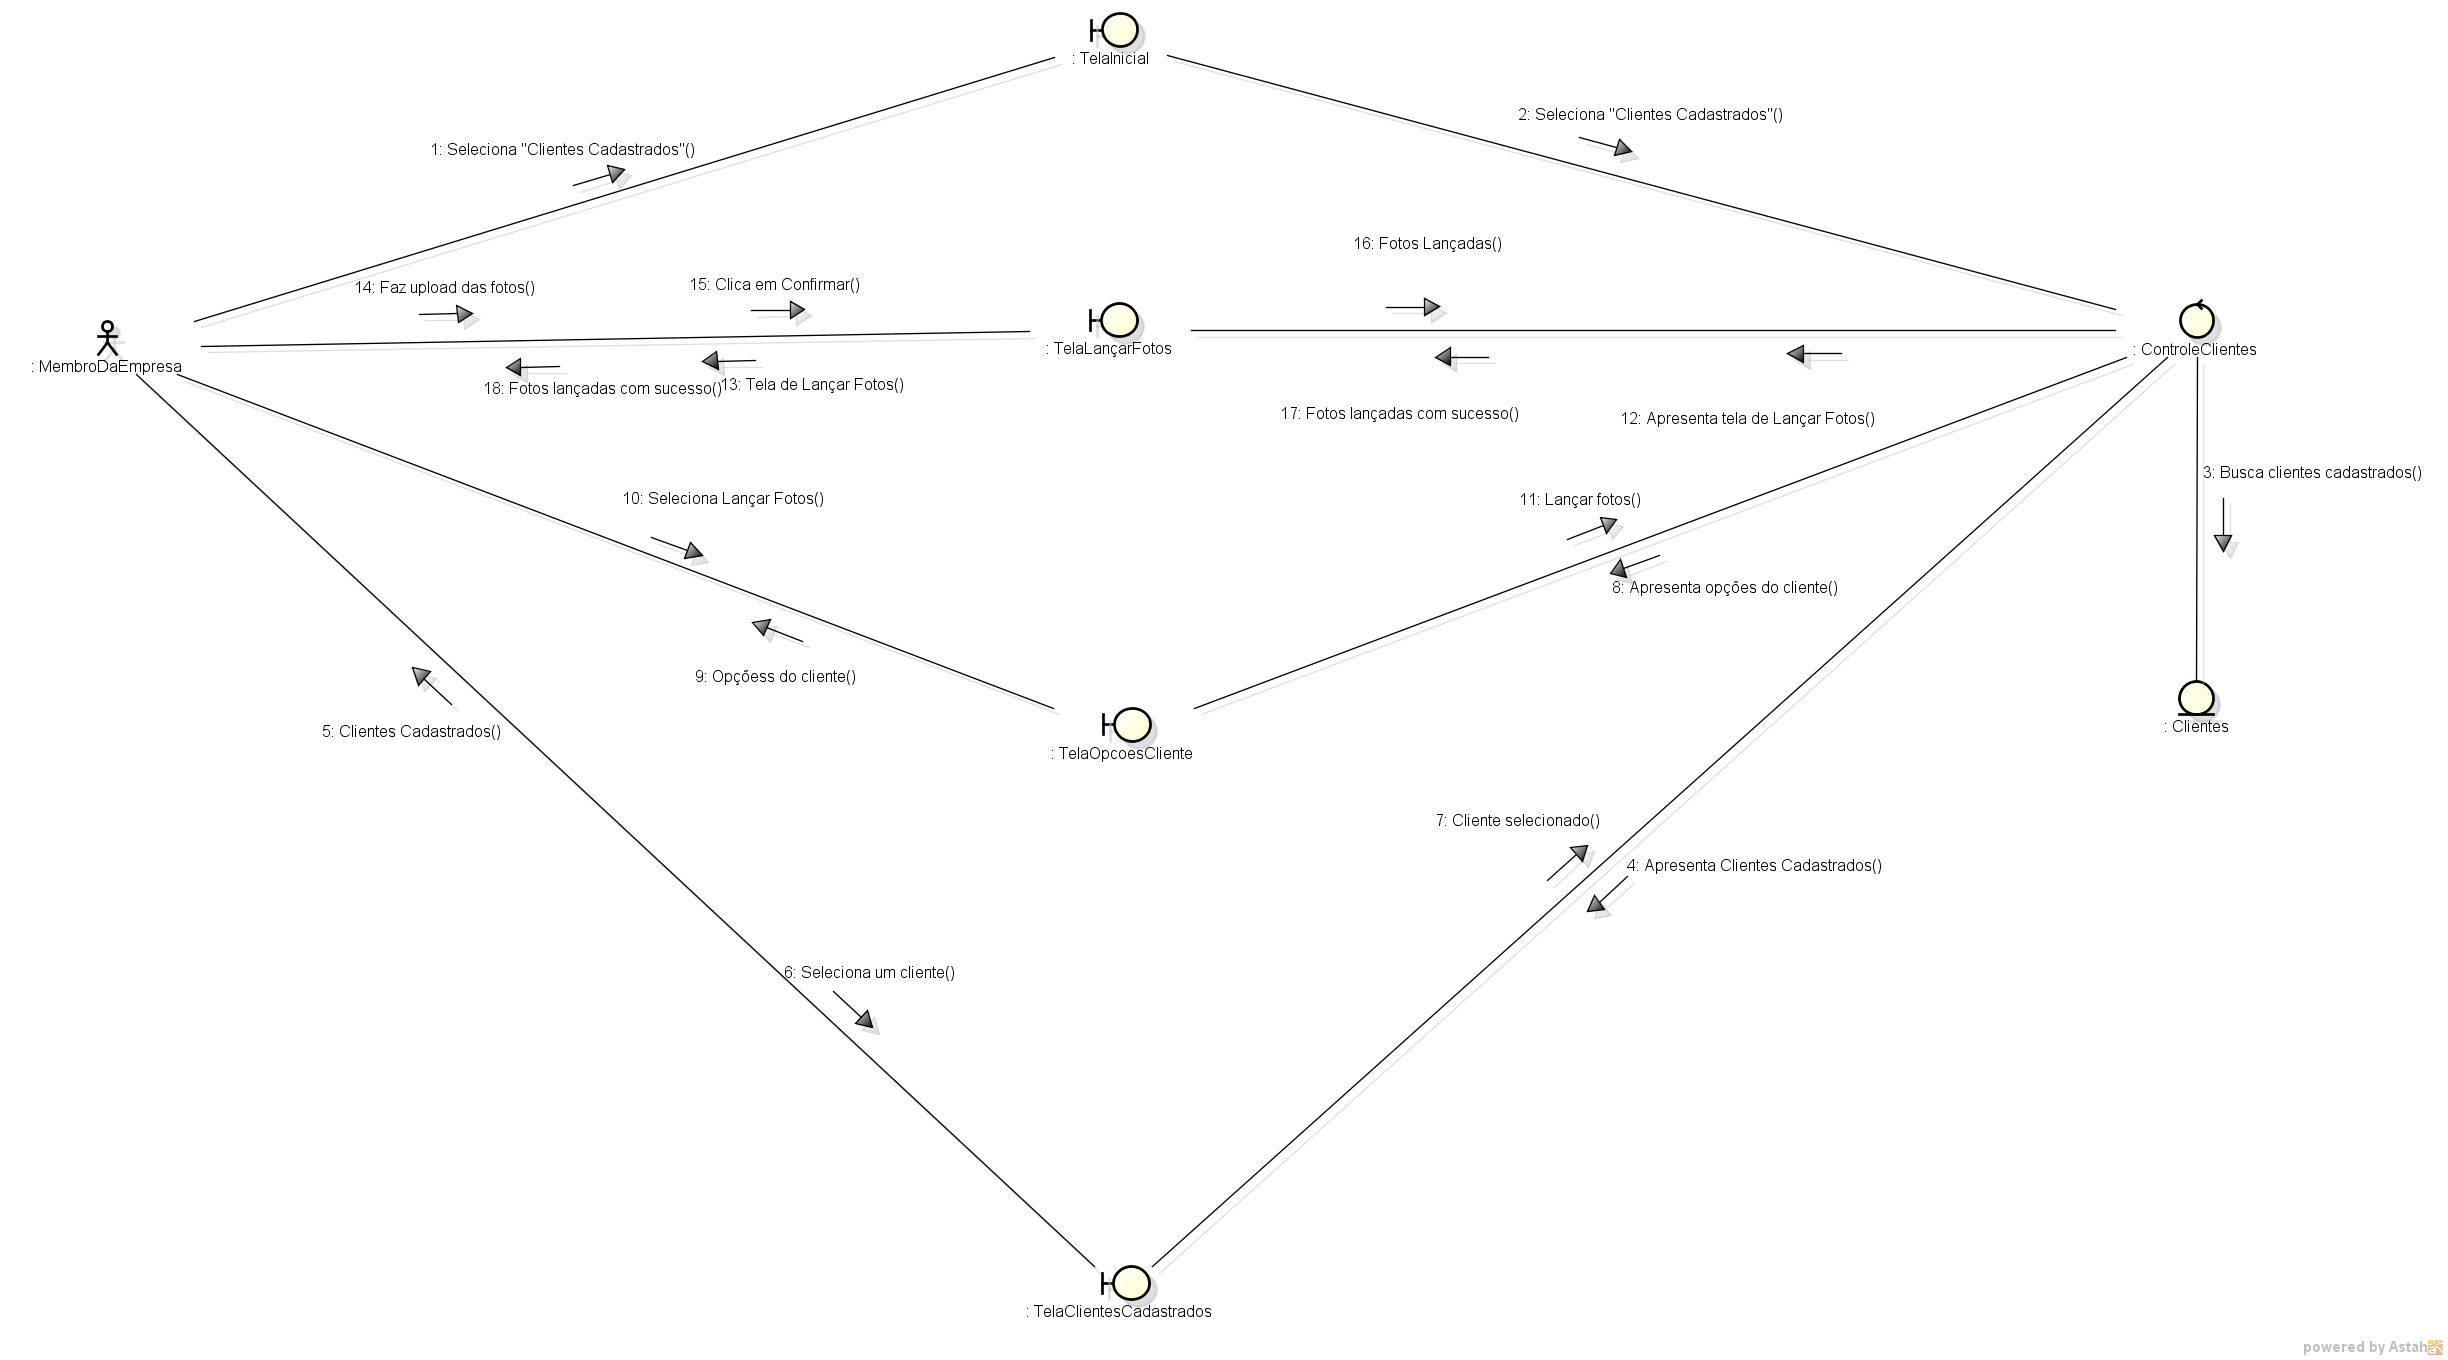 : TelaInicial
2: Seleciona "Clientes Cadastrados"()
1: Seleciona "Clientes Cadastrados"()
16: Fotos Lançadas()
14: Faz upload das fotos()
15: Clica em Confirmar()
: MembroDaEmpresa
: TelaLançarFotos
: ControleClientes
18: Fotos lançadas com sucesso()
13: Tela de Lançar Fotos()
17: Fotos lançadas com sucesso()
12: Apresenta tela de Lançar Fotos()
3: Busca clientes cadastrados()
10: Seleciona Lançar Fotos()
11: Lançar fotos()
8: Apresenta opções do cliente()
9: Opçõess do cliente()
5: Clientes Cadastrados()
: TelaOpcoesCliente
: Clientes
7: Cliente selecionado()
4: Apresenta Clientes Cadastrados()
6: Seleciona um cliente()
: TelaClientesCadastrados
powered by Astah